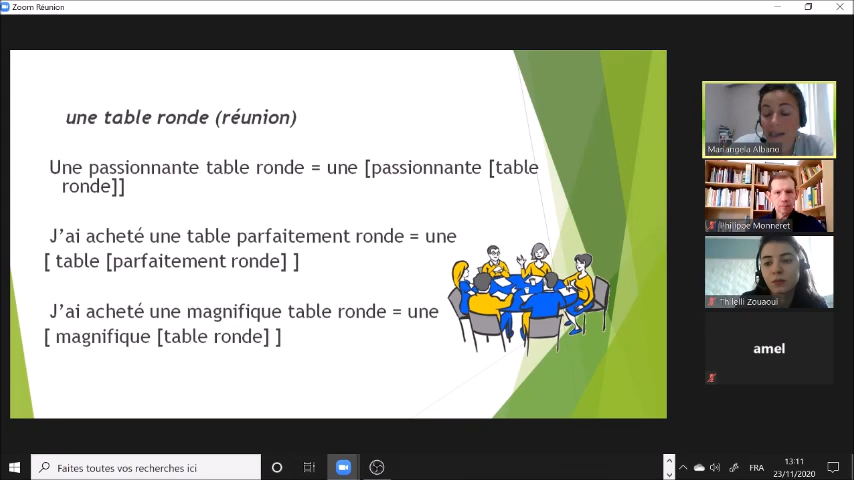 Zoom Réunion
une table ronde (réunion)
Une passionnante table ronde = une [passionnante [table
ronde]]
J'ai acheté une table parfaitement ronde = une
[ table [parfaitement ronde] ]
J'ai acheté une magnifique table ronde = une
[ magnifique [table ronde] ]
Mariangela Albano
Philippe Monneret
Thilelli Zouaoui
amel
Faites toutes vos recherches ici
FRA
13:11
23/11/2020